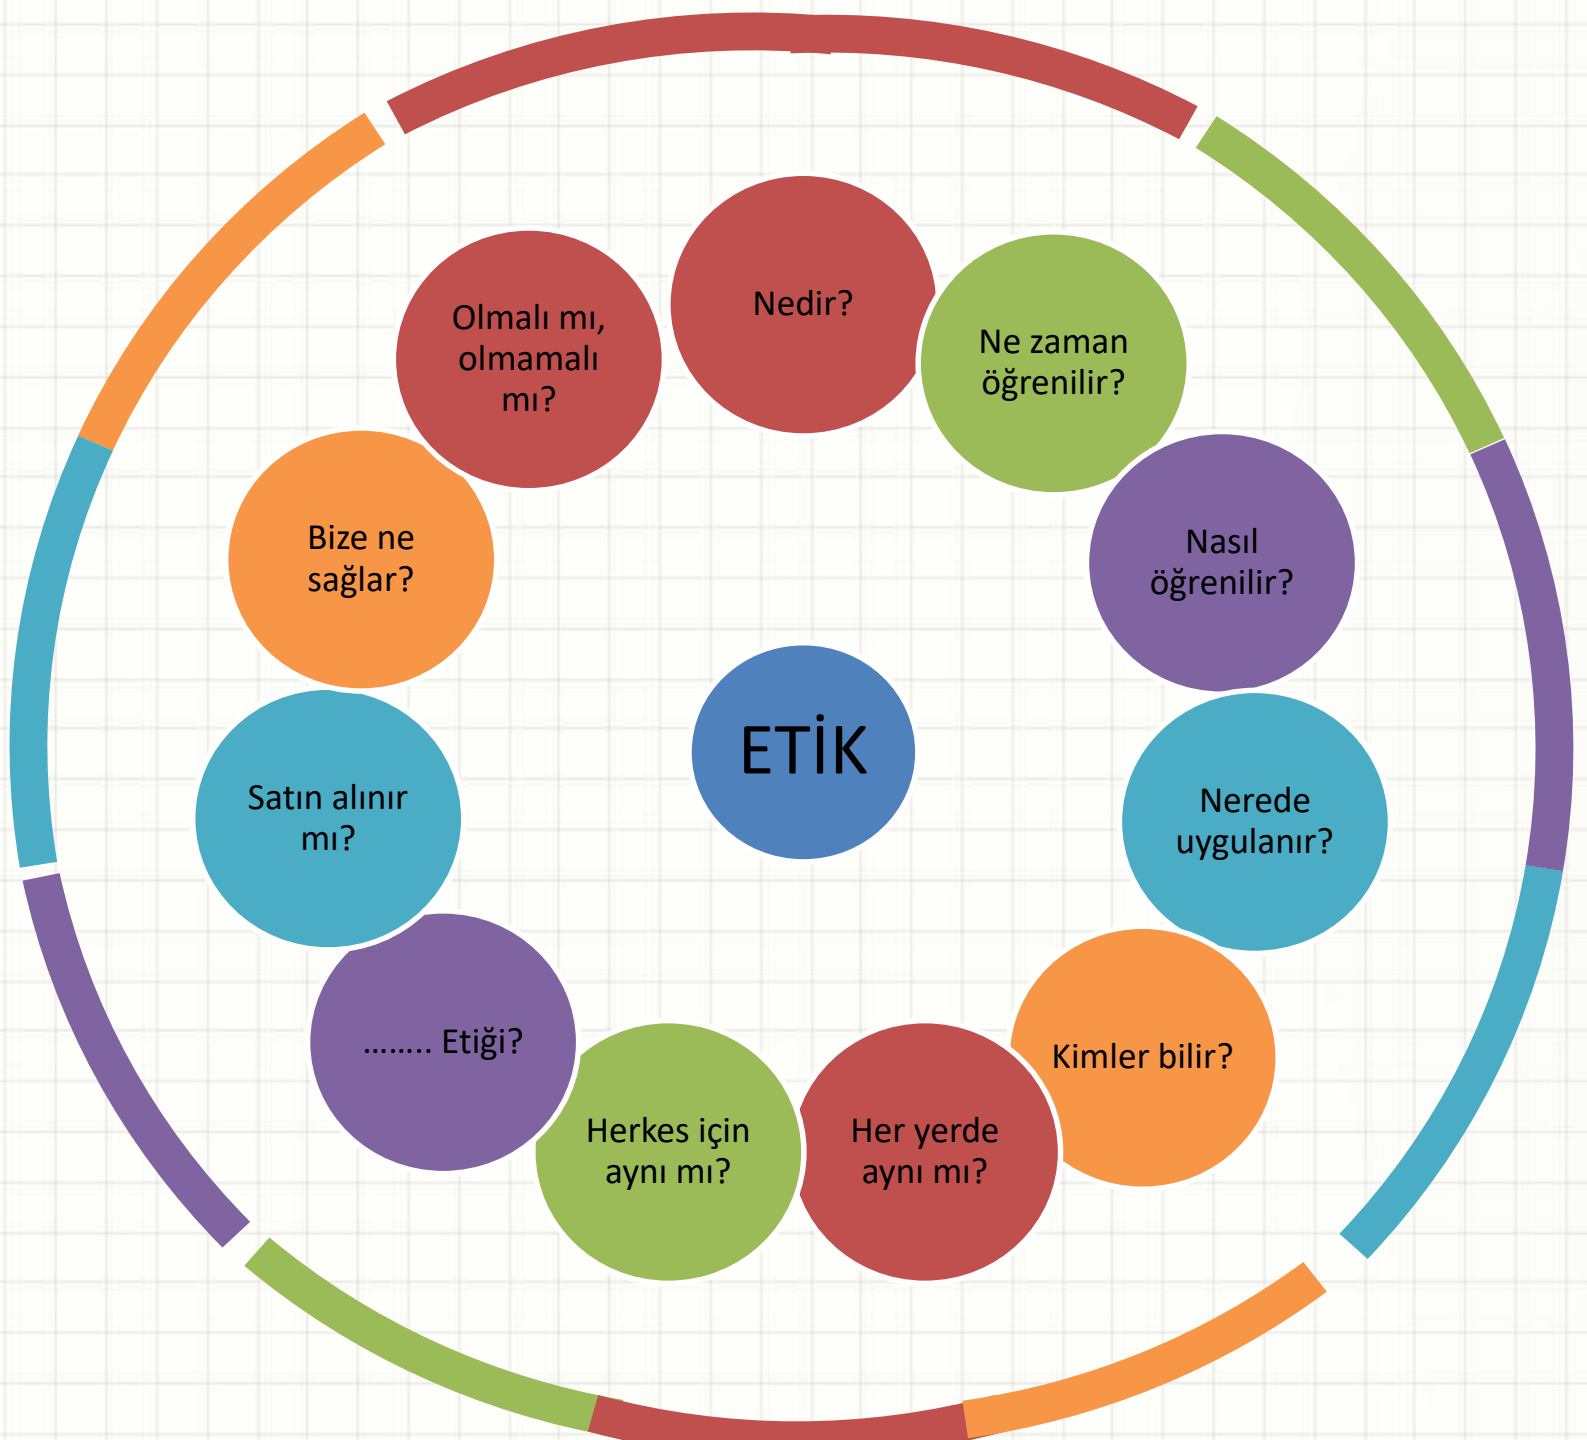 Nedir?
Ne zaman
öğrenilir?
Nasıl
öğrenilir?
Nerede
uygulanır?
Kimler bilir?
Her yerde
aynı mı?
Herkes için
aynı mı?
…….. Etiği?
Satın alınır
mı?
Bize ne
sağlar?
Olmalı mı,
olmamalı
mı?
ETİK